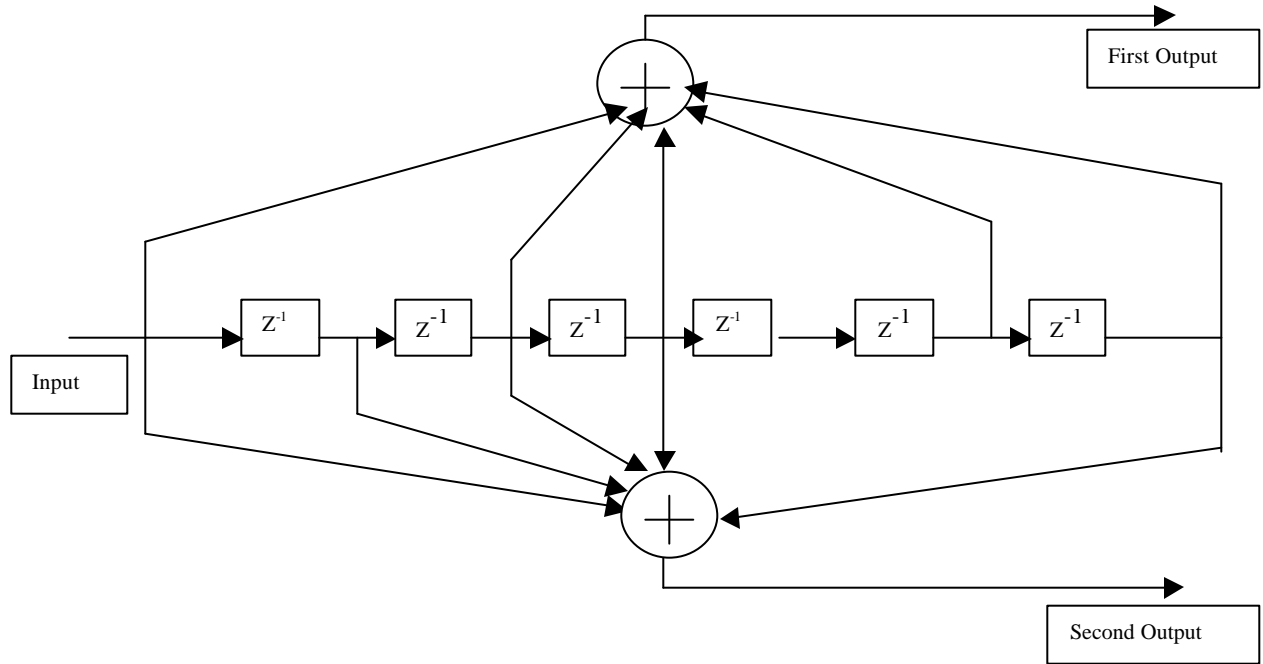 First Output
Z⁻¹ Z⁻¹ Z⁻¹ Z⁻¹ Z⁻¹ Z⁻¹
Input
Second Output